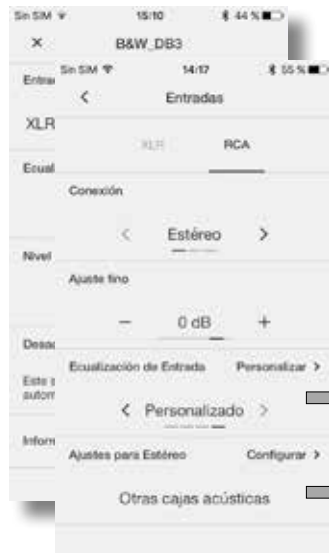 Sin SIM 15:10 44 %
× B&W_DB3
Sin SIM 14:17 55 %
< Entradas
XLR
XLR RCA
Conexión
< Estéreo >
Nivel
Ajuste fino
− 0 dB +
Ecualización de Entrada Personalizar >
Este
< Personalizado >
Ajustes para Estéreo Configurar >
Otras cajas acústicas